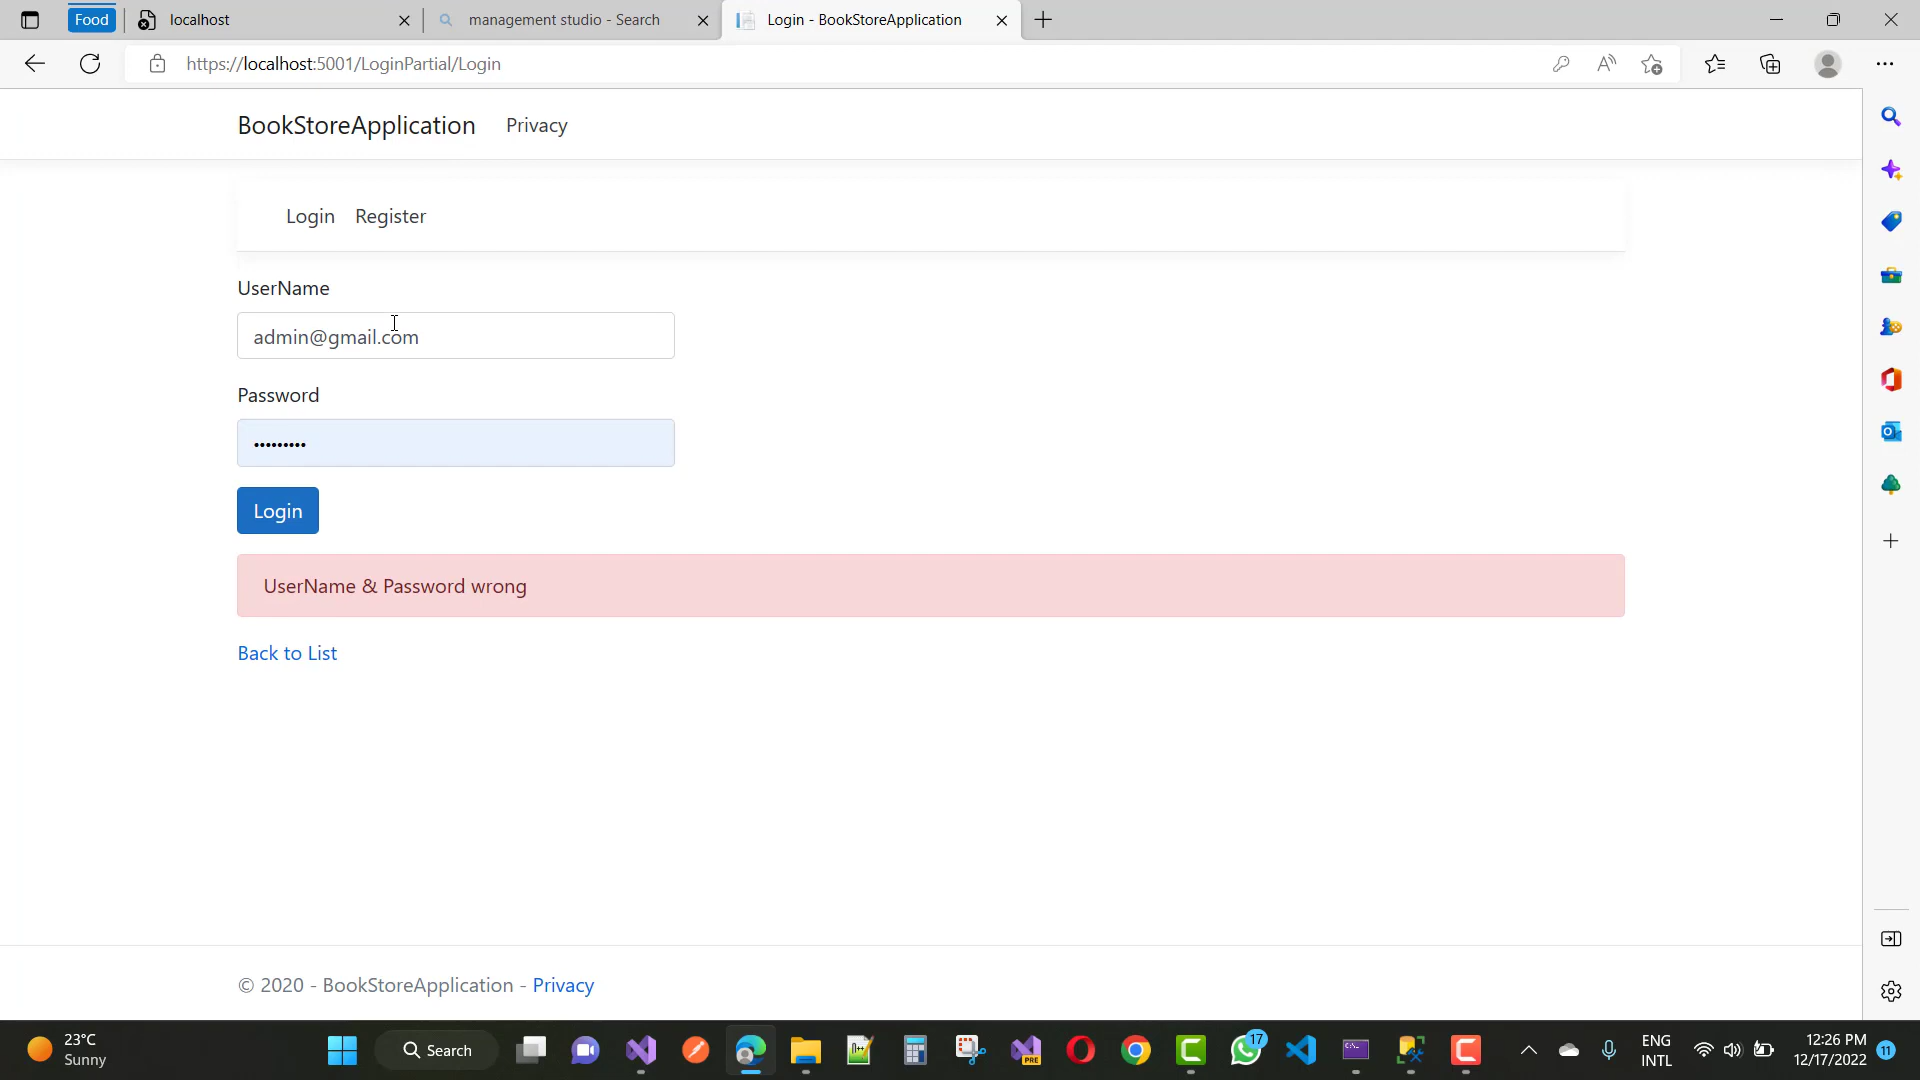 Food
localhost
management studio - Search
Login - BookStoreApplication
https://localhost:5001/LoginPartial/Login
BookStoreApplication Privacy
Login Register
UserName
admin@gmail.com
Password
•••••••••
Login
UserName & Password wrong
Back to List
© 2020 - BookStoreApplication - Privacy
23°C
Sunny
Search
PRE
17
ENG
INTL
12:26 PM
12/17/2022
11